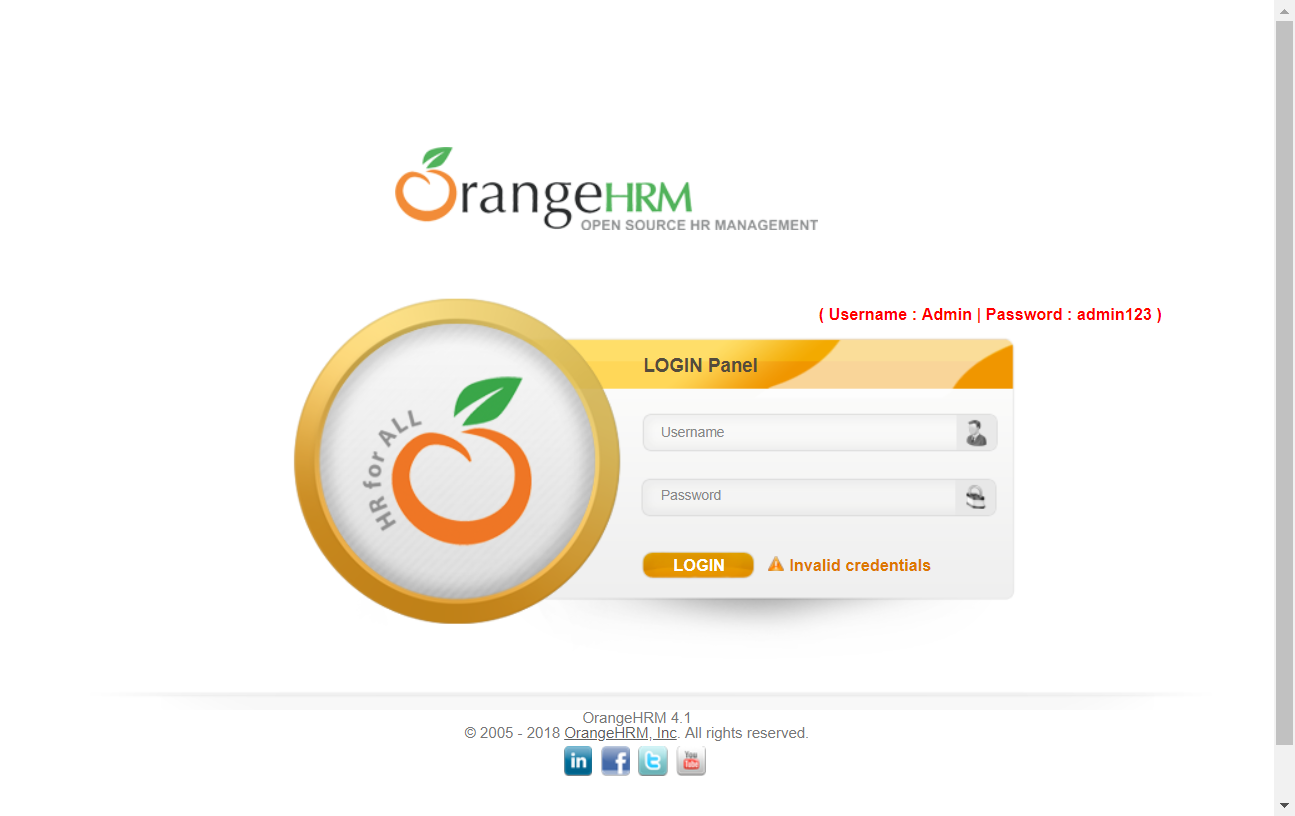 OrangeHRM
OPEN SOURCE HR MANAGEMENT
( Username : Admin | Password : admin123 )
LOGIN Panel
HR for ALL
Username
Password
LOGIN
Invalid credentials
OrangeHRM 4.1
© 2005 - 2018 OrangeHRM, Inc. All rights reserved.
in f t You Tube